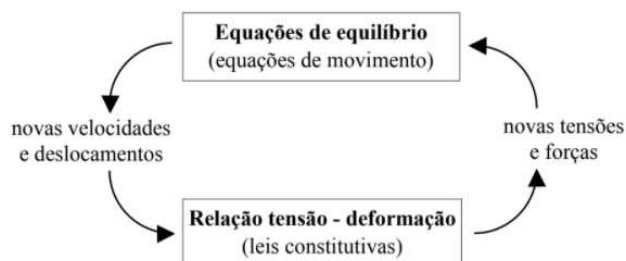 Equações de equilíbrio
(equações de movimento)
novas velocidades
e deslocamentos
novas tensões
e forças
Relação tensão - deformação
(leis constitutivas)